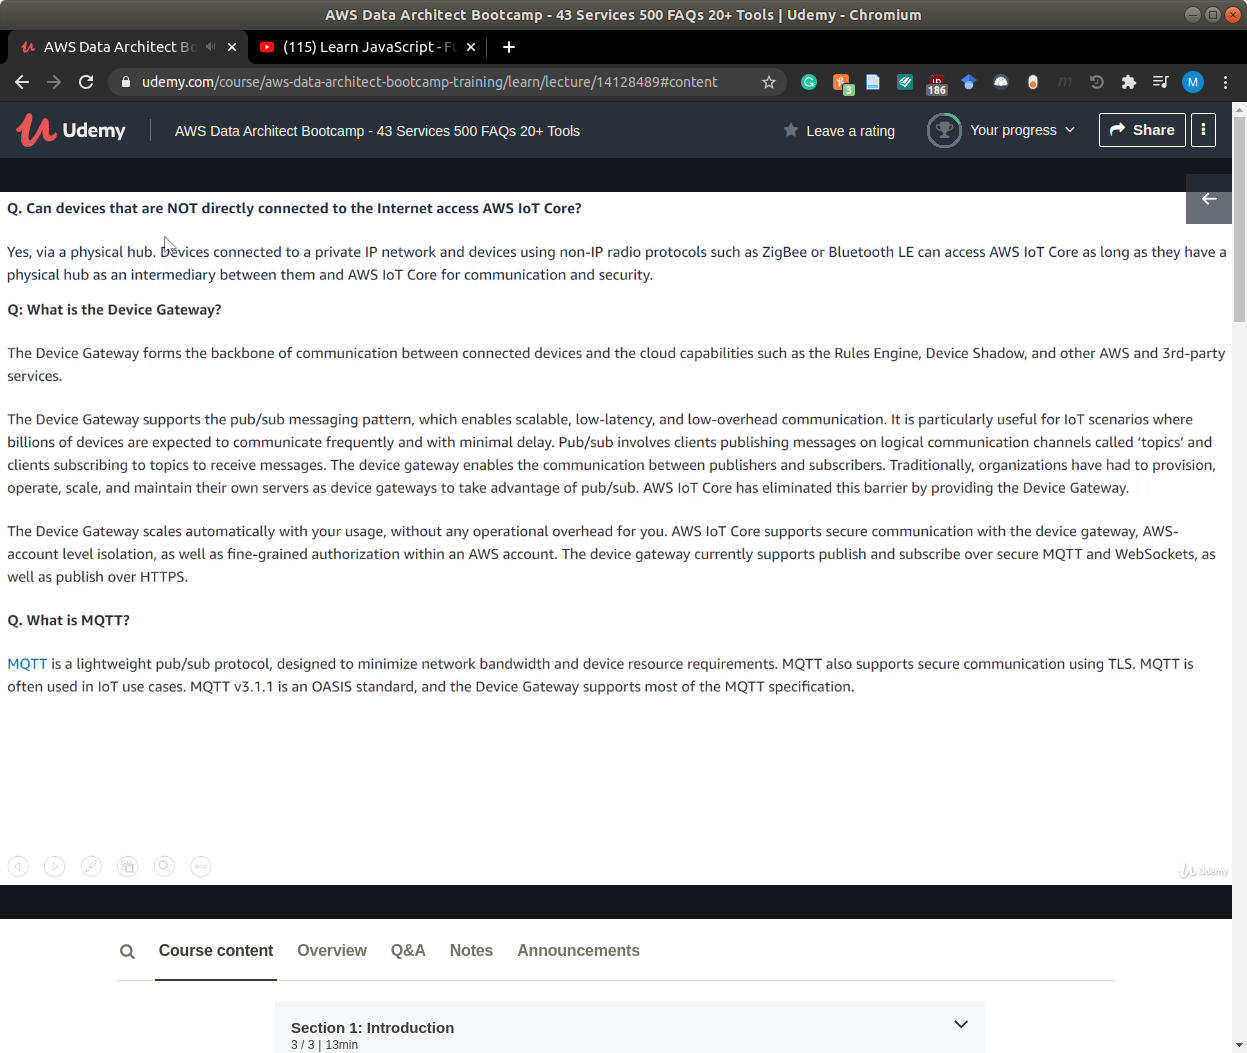 AWS Data Architect Bootcamp - 43 Services 500 FAQs 20+ Tools | Udemy - Chromium
AWS Data Architect Bo
(115) Learn JavaScript - Fu
udemy.com/course/aws-data-architect-bootcamp-training/learn/lecture/14128489#content
3
186
M
Udemy
AWS Data Architect Bootcamp - 43 Services 500 FAQs 20+ Tools
Leave a rating
Your progress
Share
Q. Can devices that are NOT directly connected to the Internet access AWS IoT Core?
Yes, via a physical hub. Devices connected to a private IP network and devices using non-IP radio protocols such as ZigBee or Bluetooth LE can access AWS IoT Core as long as they have a
physical hub as an intermediary between them and AWS IoT Core for communication and security.
Q: What is the Device Gateway?
The Device Gateway forms the backbone of communication between connected devices and the cloud capabilities such as the Rules Engine, Device Shadow, and other AWS and 3rd-party
services.
The Device Gateway supports the pub/sub messaging pattern, which enables scalable, low-latency, and low-overhead communication. It is particularly useful for IoT scenarios where
billions of devices are expected to communicate frequently and with minimal delay. Pub/sub involves clients publishing messages on logical communication channels called ‘topics’ and
clients subscribing to topics to receive messages. The device gateway enables the communication between publishers and subscribers. Traditionally, organizations have had to provision,
operate, scale, and maintain their own servers as device gateways to take advantage of pub/sub. AWS IoT Core has eliminated this barrier by providing the Device Gateway.
The Device Gateway scales automatically with your usage, without any operational overhead for you. AWS IoT Core supports secure communication with the device gateway, AWS-
account level isolation, as well as fine-grained authorization within an AWS account. The device gateway currently supports publish and subscribe over secure MQTT and WebSockets, as
well as publish over HTTPS.
Q. What is MQTT?
MQTT is a lightweight pub/sub protocol, designed to minimize network bandwidth and device resource requirements. MQTT also supports secure communication using TLS. MQTT is
often used in IoT use cases. MQTT v3.1.1 is an OASIS standard, and the Device Gateway supports most of the MQTT specification.
Udemy
Course content
Overview
Q&A
Notes
Announcements
Section 1: Introduction
3 / 3 | 13min